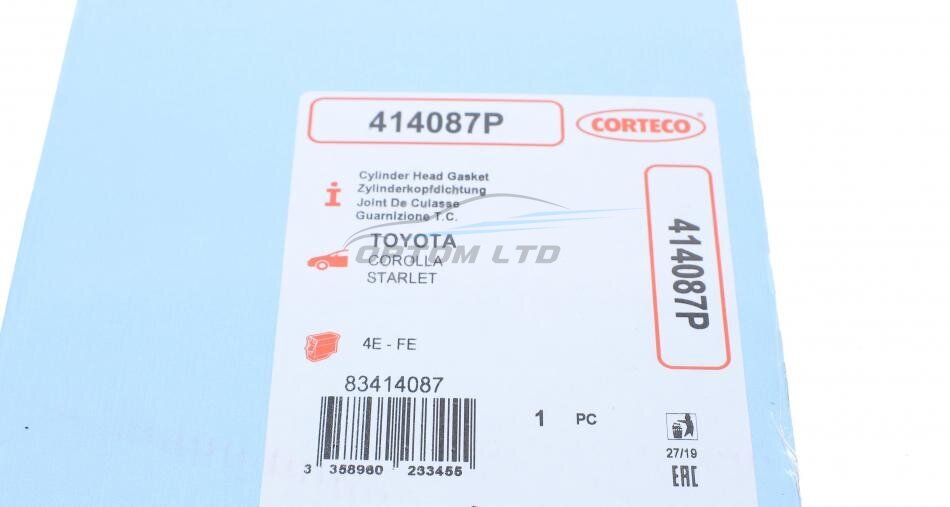 414087P
CORTECO
Cylinder Head Gasket
Zylinderkopfdichtung
Joint De Culasse
Guarnizione T.C.
TOYOTA
ORTOM LTD
COROLLA
STARLET
414087P
4E - FE
83414087
1 PC
3 358960 233455
27/19
EAC